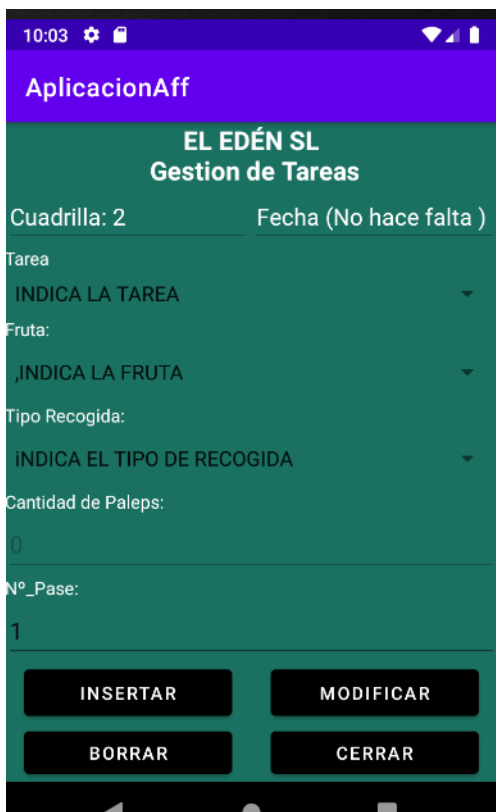 10:03
AplicacionAff
EL EDÉN SL
Gestion de Tareas
Cuadrilla: 2 Fecha (No hace falta )
Tarea
INDICA LA TAREA
Fruta:
,INDICA LA FRUTA
Tipo Recogida:
iNDICA EL TIPO DE RECOGIDA
Cantidad de Paleps:
0
Nº_Pase:
1
INSERTAR MODIFICAR
BORRAR CERRAR